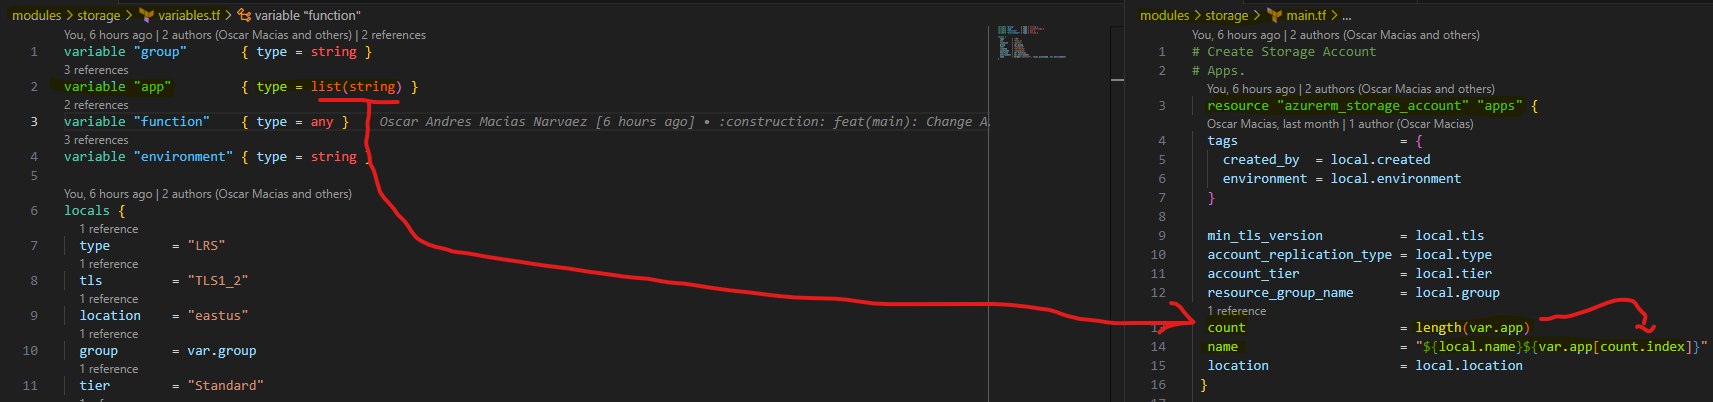 modules > storage > variables.tf > variable "function"
You, 6 hours ago | 2 authors (Oscar Macias and others) | 2 references
1 variable "group" { type = string }
3 references
2 variable "app" { type = list(string) }
2 references
3 variable "function" { type = any } Oscar Andres Macias Narvaez [6 hours ago] • :construction: feat(main): Change A
3 references
4 variable "environment" { type = string }
5
You, 6 hours ago | 2 authors (Oscar Macias and others)
6 locals {
1 reference
7 type = "LRS"
1 reference
8 tls = "TLS1_2"
1 reference
9 location = "eastus"
1 reference
10 group = var.group
1 reference
11 tier = "Standard"
modules > storage > main.tf > ...
You, 6 hours ago | 2 authors (Oscar Macias and others)
1 # Create Storage Account
2 # Apps.
You, 6 hours ago | 2 authors (Oscar Macias and others)
3 resource "azurerm_storage_account" "apps" {
Oscar Macias, last month | 1 author (Oscar Macias)
4 tags = {
5 created_by = local.created
6 environment = local.environment
7 }
8
9 min_tls_version = local.tls
10 account_replication_type = local.type
11 account_tier = local.tier
12 resource_group_name = local.group
1 reference
13 count = length(var.app)
14 name = "${local.name}${var.app[count.index]}"
15 location = local.location
16 }